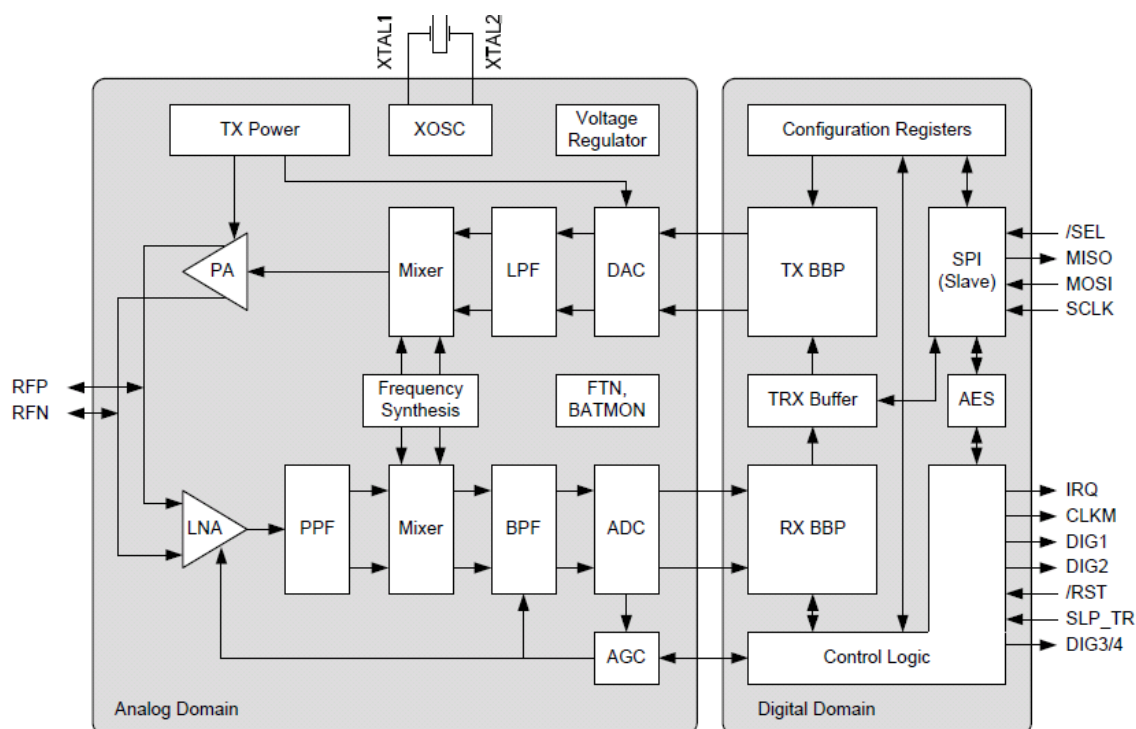 XTAL1
XTAL2
TX Power
XOSC
Voltage
Regulator
Configuration Registers
PA
Mixer
LPF
DAC
TX BBP
SPI
(Slave)
/SEL
MISO
MOSI
SCLK
RFP
RFN
Frequency
Synthesis
FTN,
BATMON
TRX Buffer
AES
LNA
PPF
Mixer
BPF
ADC
RX BBP
IRQ
CLKM
DIG1
DIG2
/RST
SLP_TR
DIG3/4
AGC
Control Logic
Analog Domain
Digital Domain